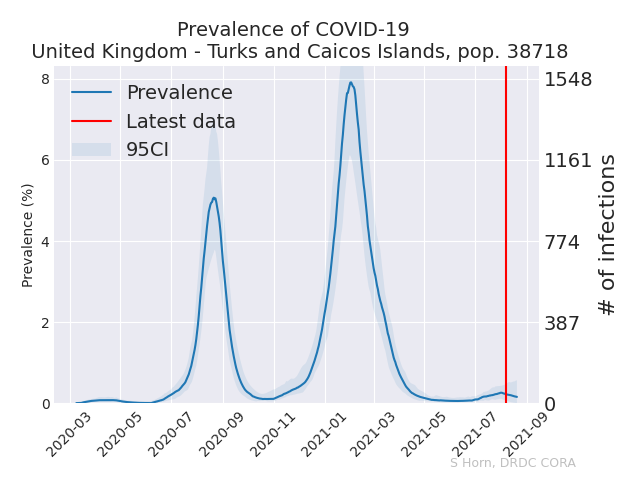 Prevalence of COVID-19
United Kingdom - Turks and Caicos Islands, pop. 38718
Prevalence
Latest data
95CI
Prevalence (%)
8
6
4
2
0
1548
1161
774
387
0
# of infections
2020-03
2020-05
2020-07
2020-09
2020-11
2021-01
2021-03
2021-05
2021-07
2021-09
S Horn, DRDC CORA